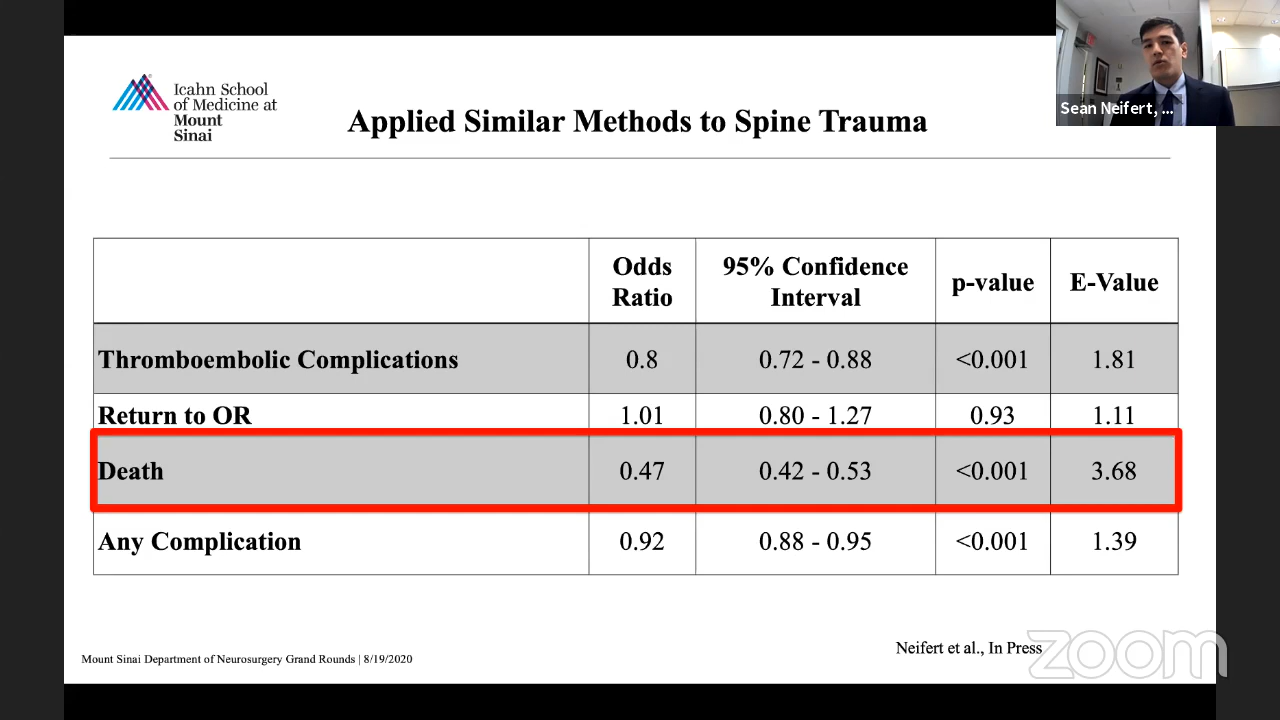 Icahn School
of Medicine at
Mount
Sinai
Applied Similar Methods to Spine Trauma
Sean Neifert, ...
Odds Ratio 95% Confidence Interval p-value E-Value
Thromboembolic Complications 0.8 0.72 - 0.88 <0.001 1.81
Return to OR 1.01 0.80 - 1.27 0.93 1.11
Death 0.47 0.42 - 0.53 <0.001 3.68
Any Complication 0.92 0.88 - 0.95 <0.001 1.39
Neifert et al., In Press
Mount Sinai Department of Neurosurgery Grand Rounds | 8/19/2020
zoom